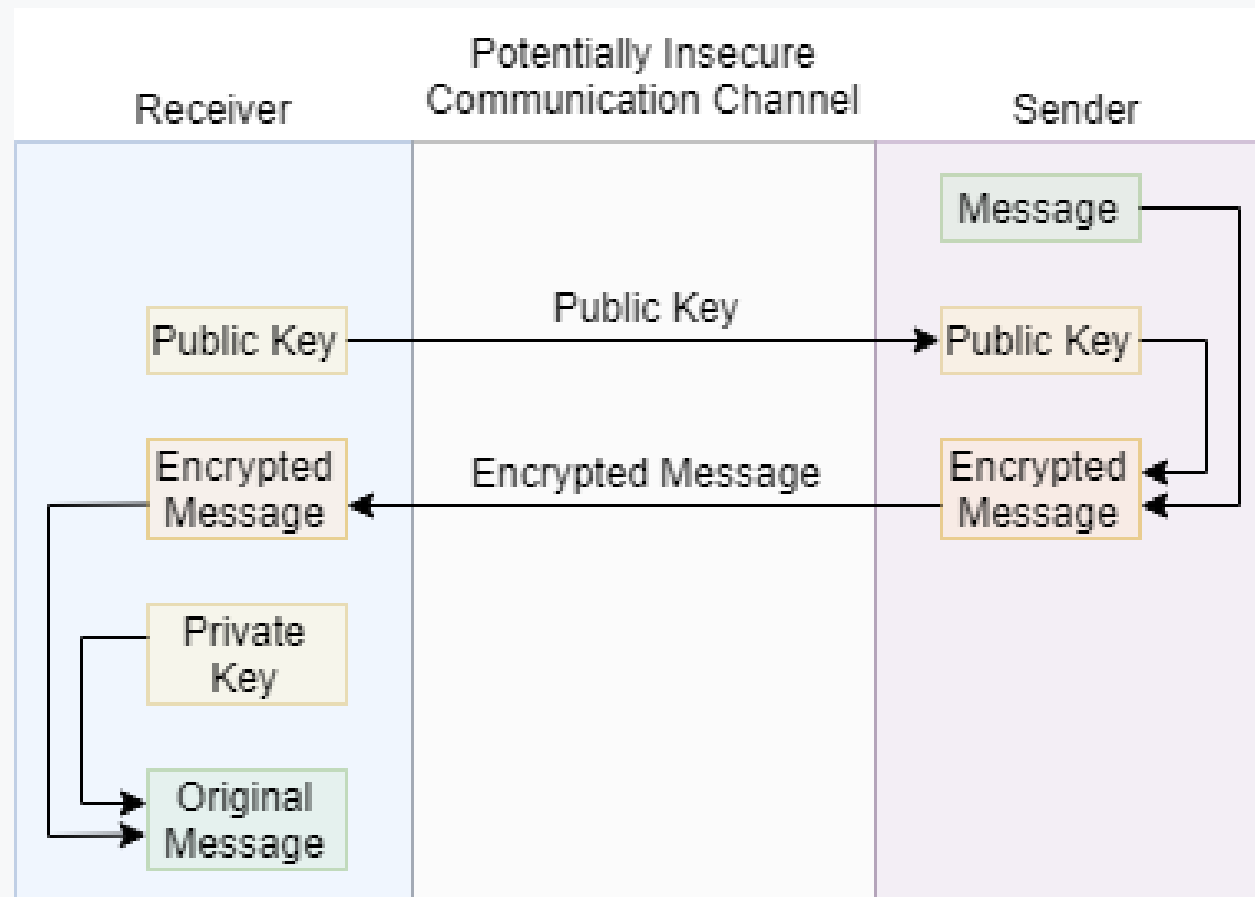 Potentially Insecure
Communication Channel
Receiver
Sender
Message
Public Key
Public Key
Public Key
Encrypted
Message
Encrypted Message
Encrypted
Message
Private
Key
Original
Message